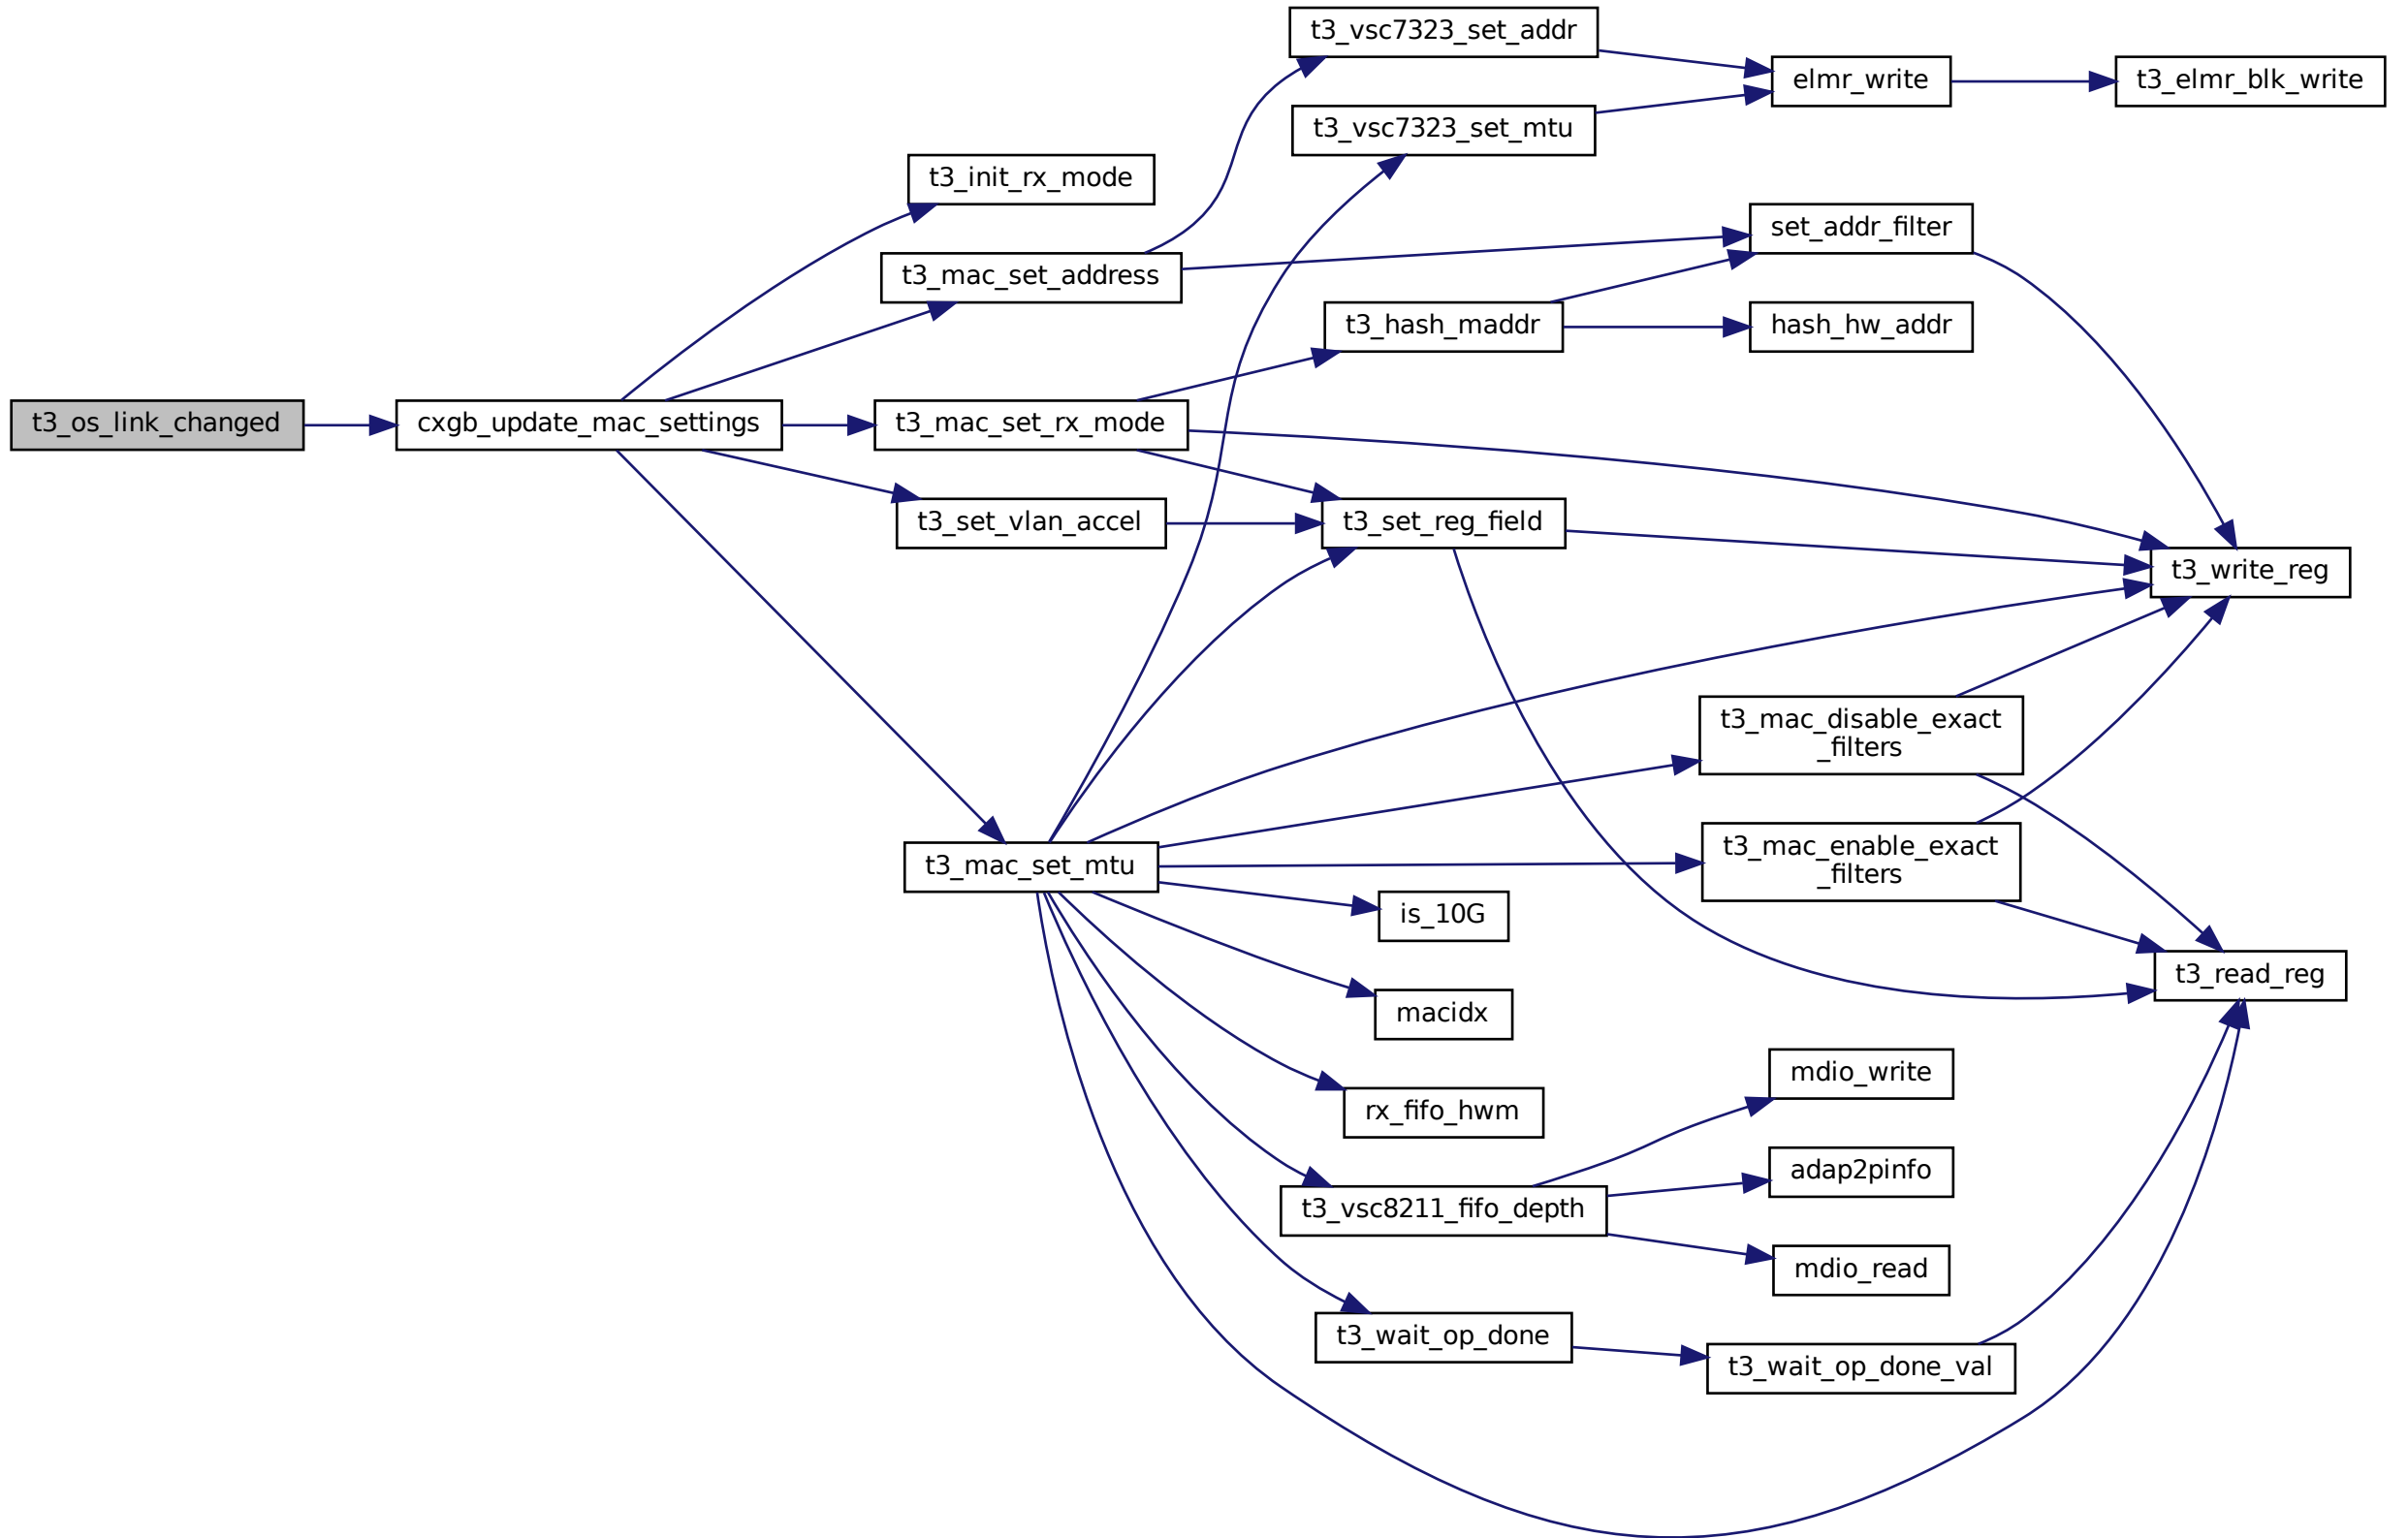 t3_os_link_changed
cxgb_update_mac_settings
t3_init_rx_mode
t3_mac_set_address
t3_mac_set_rx_mode
t3_set_vlan_accel
t3_mac_set_mtu
t3_vsc7323_set_addr
t3_vsc7323_set_mtu
t3_hash_maddr
t3_set_reg_field
is_10G
macidx
rx_fifo_hwm
t3_vsc8211_fifo_depth
t3_wait_op_done
elmr_write
set_addr_filter
hash_hw_addr
t3_mac_disable_exact
_filters
t3_mac_enable_exact
_filters
mdio_write
adap2pinfo
mdio_read
t3_wait_op_done_val
t3_elmr_blk_write
t3_write_reg
t3_read_reg